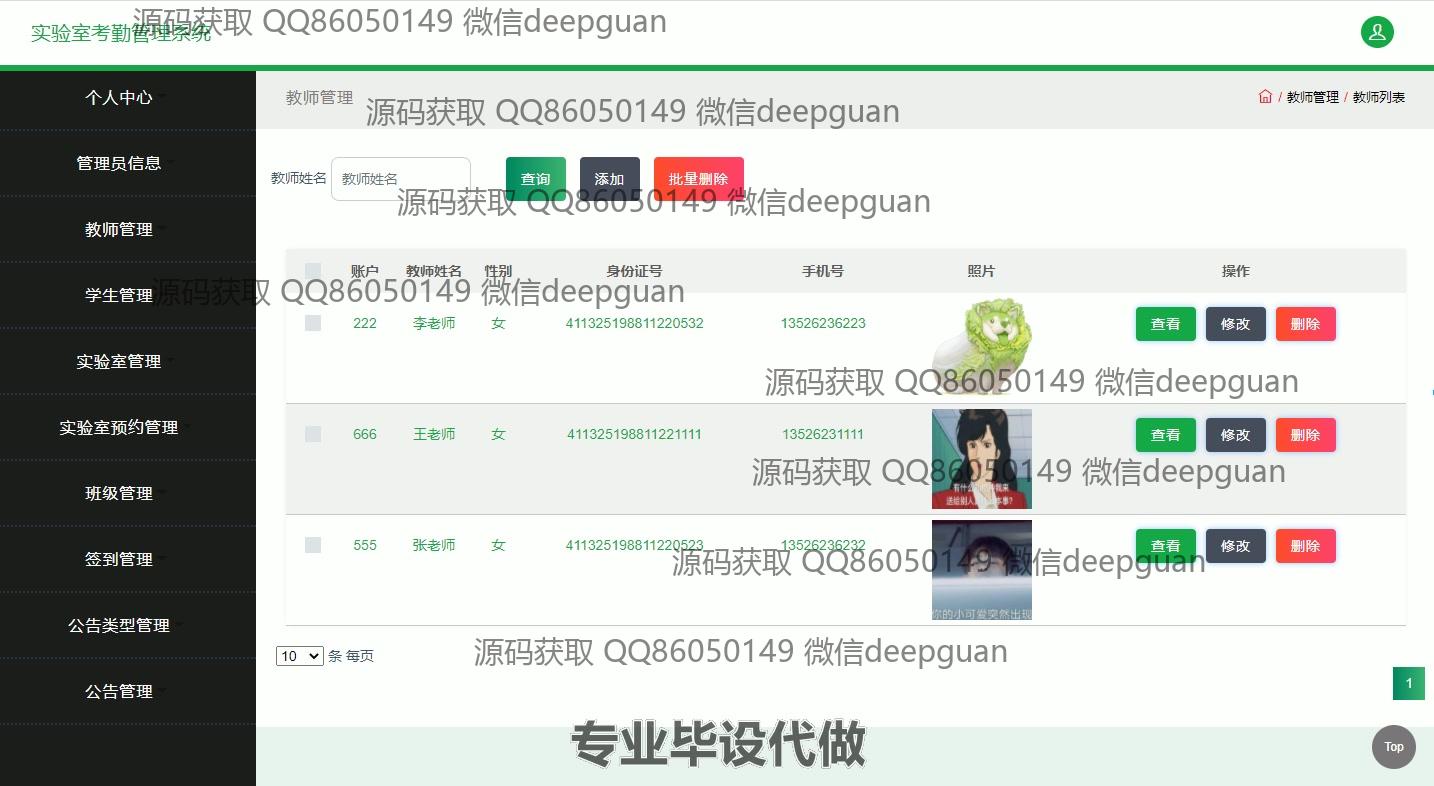 实验室考勤管理系统
源码获取 QQ86050149 微信deepguan
个人中心
管理员信息
教师管理
学生管理
实验室管理
实验室预约管理
班级管理
签到管理
公告类型管理
公告管理
教师管理
/ 教师管理 / 教师列表
源码获取 QQ86050149 微信deepguan
教师姓名 教师姓名 查询 添加 批量删除
源码获取 QQ86050149 微信deepguan
账户 教师姓名 性别 身份证号 手机号 照片 操作
源码获取 QQ86050149 微信deepguan
222 李老师 女 411325198811220532 13526236223 查看 修改 删除
源码获取 QQ86050149 微信deepguan
666 王老师 女 411325198811221111 13526231111 查看 修改 删除
源码获取 QQ86050149 微信deepguan
555 张老师 女 411325198811220523 13526236232 查看 修改 删除
源码获取 QQ86050149 微信deepguan
你的小可爱突然出现
10 条 每页
源码获取 QQ86050149 微信deepguan
1
专业毕设代做
Top